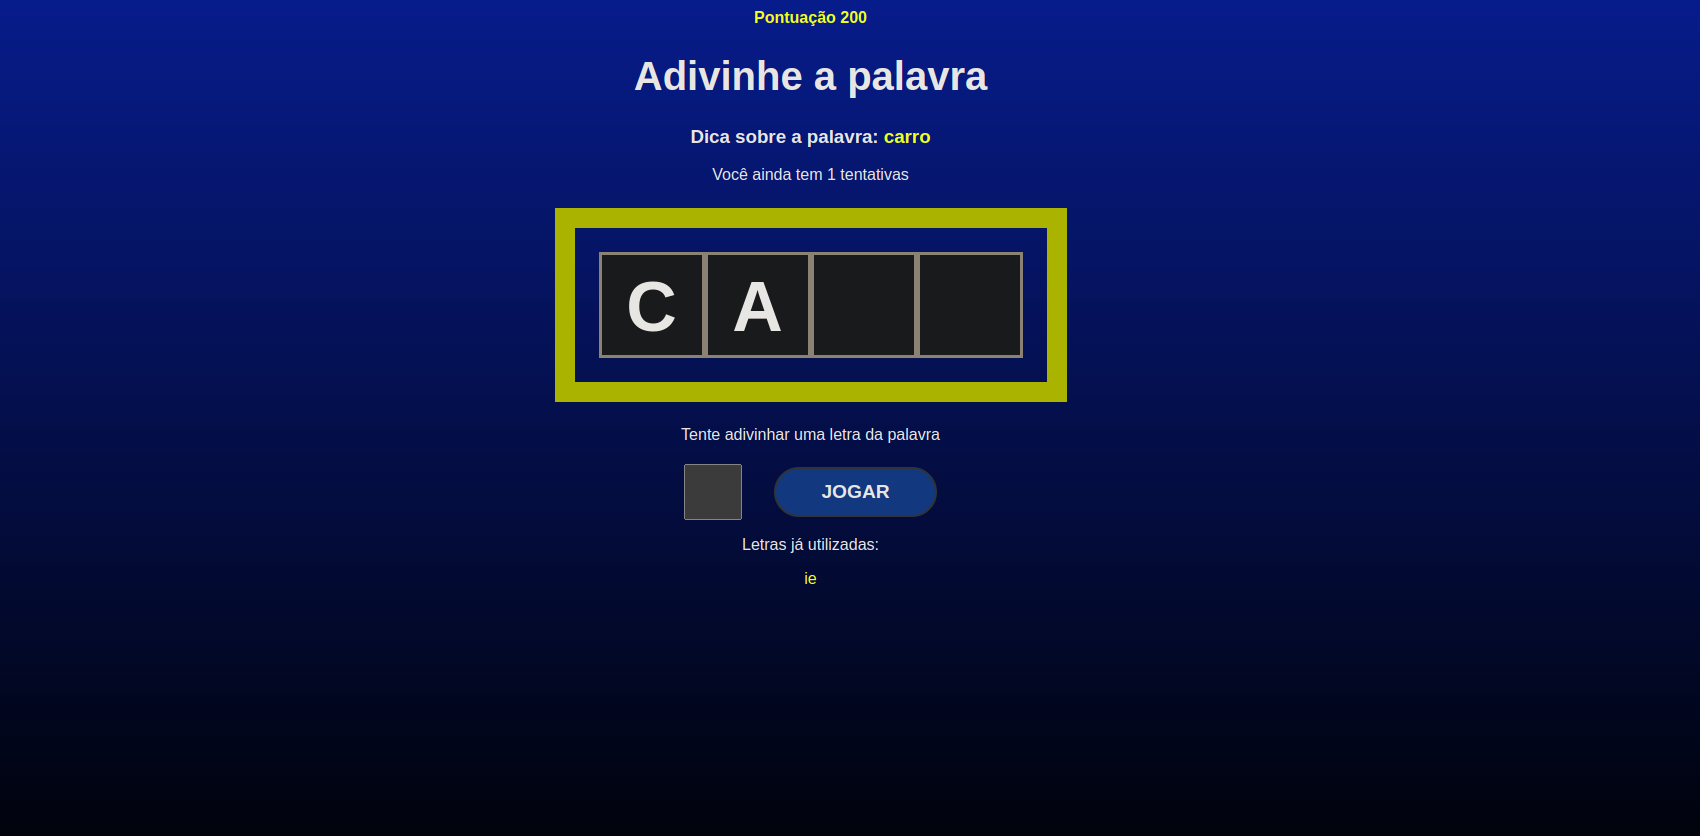 Pontuação 200
Adivinhe a palavra
Dica sobre a palavra: carro
Você ainda tem 1 tentativas
C A
Tente adivinhar uma letra da palavra
JOGAR
Letras já utilizadas:
ie